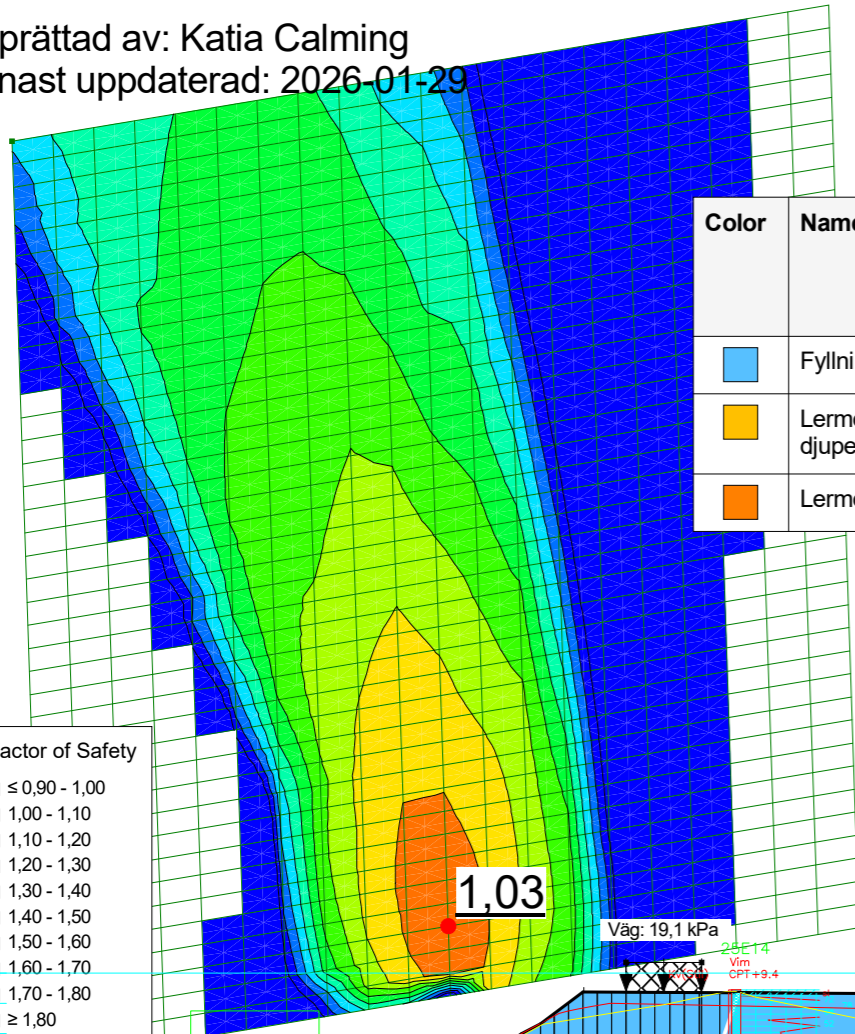 prättad av: Katia Calming
nast uppdaterad: 2026-01-29
Color Name
Fyllni
Lerme
djupe
Lerme
actor of Safety
≤ 0,90 - 1,00
1,00 - 1,10
1,10 - 1,20
1,20 - 1,30
1,30 - 1,40
1,40 - 1,50
1,50 - 1,60
1,60 - 1,70
1,70 - 1,80
≥ 1,80
1,03
Väg: 19,1 kPa
25E14
Vim
CPT+9.4